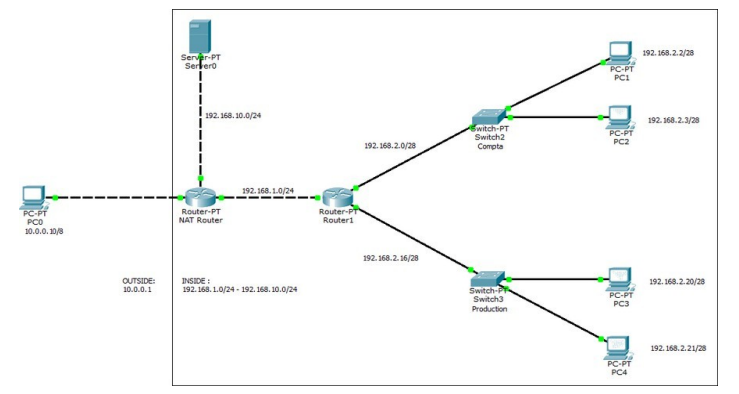 Server-PT
Server0
192.168.10.0/24
PC-PT
PC0
10.0.0.10/8
Router-PT
NAT Router
192.168.1.0/24
Router-PT
Router1
192.168.2.0/28
Switch-PT
Switch2
Compta
192.168.2.2/28
PC-PT
PC1
192.168.2.3/28
PC-PT
PC2
192.168.2.16/28
Switch-PT
Switch3
Production
192.168.2.20/28
PC-PT
PC3
192.168.2.21/28
PC-PT
PC4
OUTSIDE:
10.0.0.1
INSIDE :
192.168.1.0/24 - 192.168.10.0/24